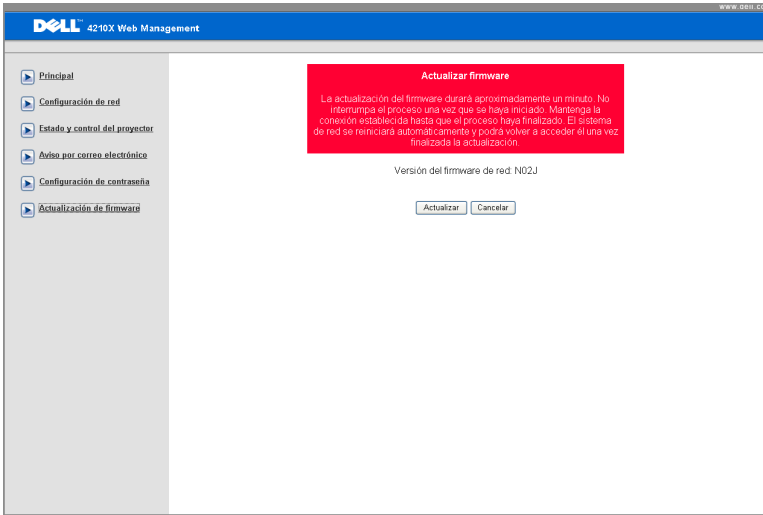 www.dell.co
DELL™ 4210X Web Management
Principal
Configuración de red
Estado y control del proyector
Aviso por correo electrónico
Configuración de contraseña
Actualización de firmware
Actualizar firmware
La actualización del firmware durará aproximadamente un minuto. No
interrumpa el proceso una vez que se haya iniciado. Mantenga la
conexión establecida hasta que el proceso haya finalizado. El sistema
de red se reiniciará automáticamente y podrá volver a acceder él una vez
finalizada la actualización.
Versión del firmware de red: N02J
Actualizar Cancelar